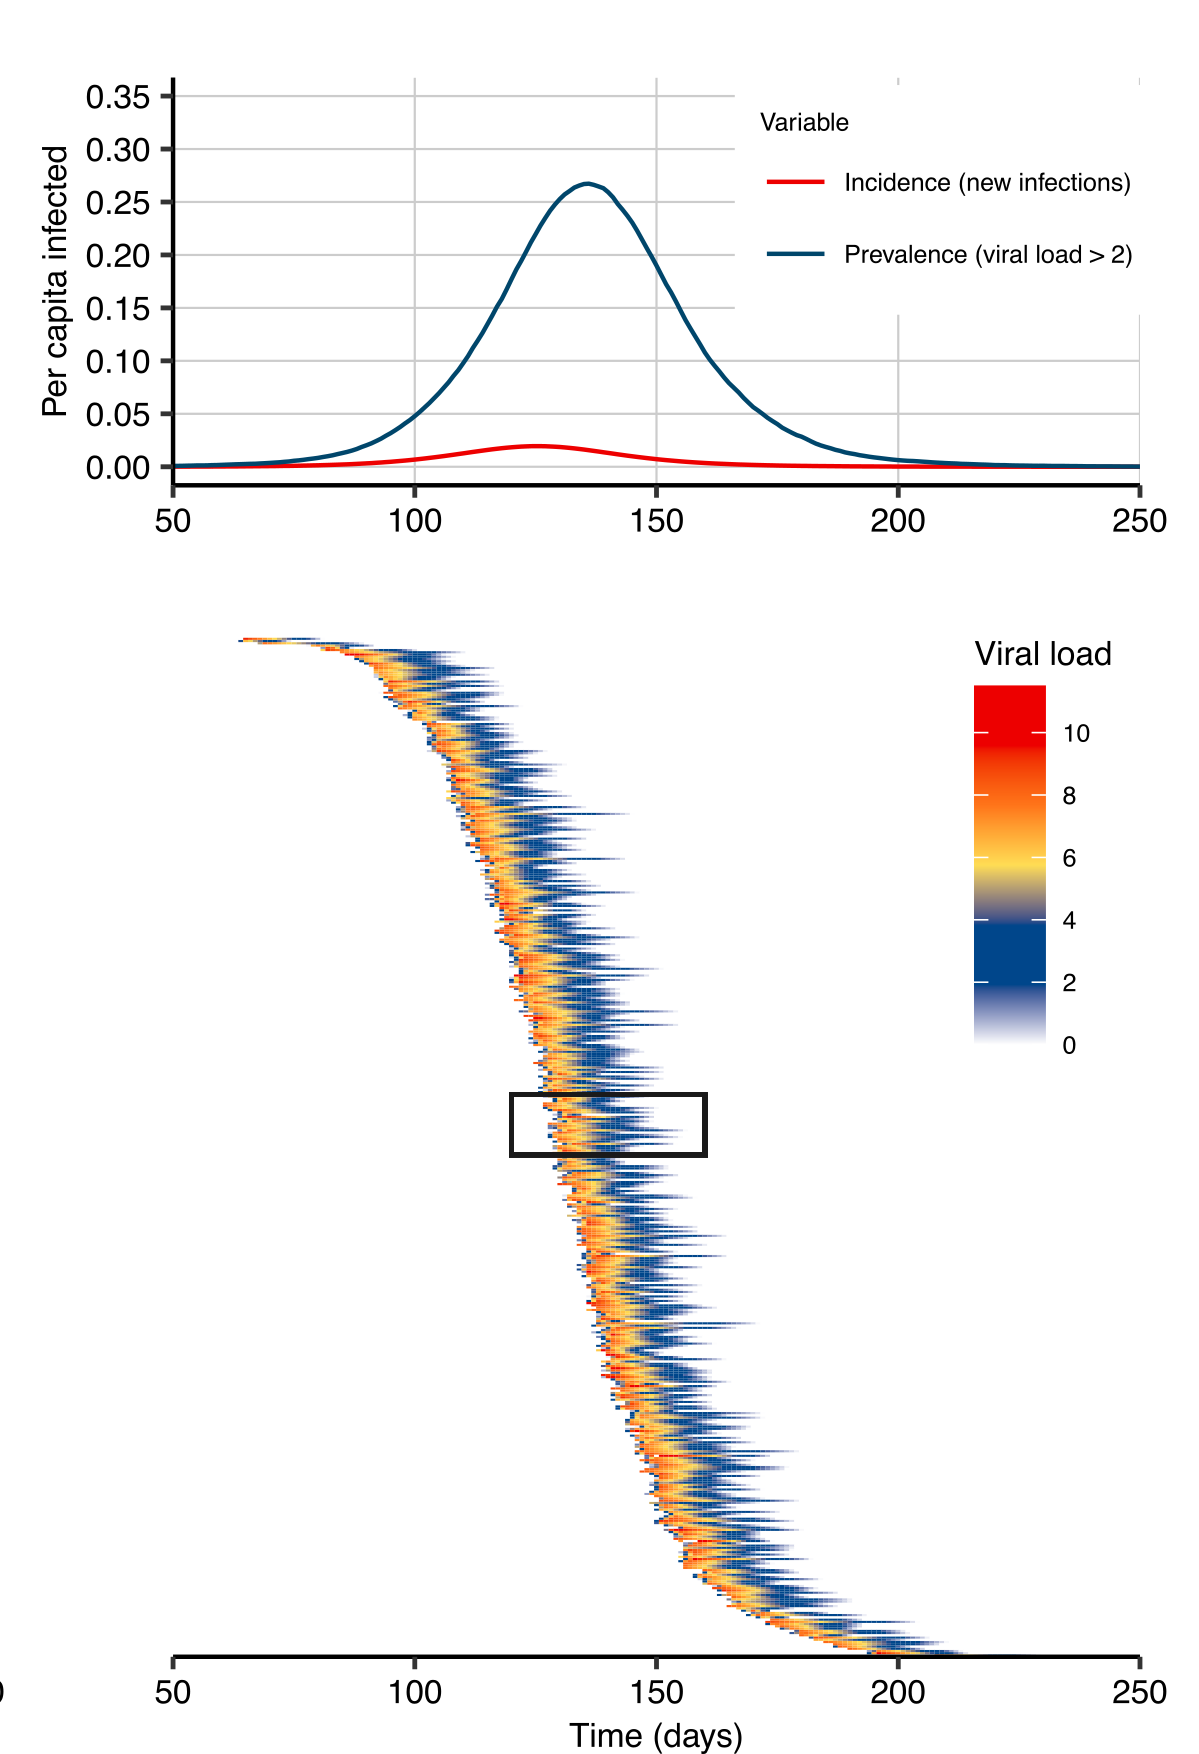 0.35
0.30
0.25
0.20
0.15
0.10
0.05
0.00
Per capita infected
Variable
Incidence (new infections)
Prevalence (viral load > 2)
50 100 150 200 250
Viral load
10
8
6
4
2
0
50 100 150 200 250
Time (days)